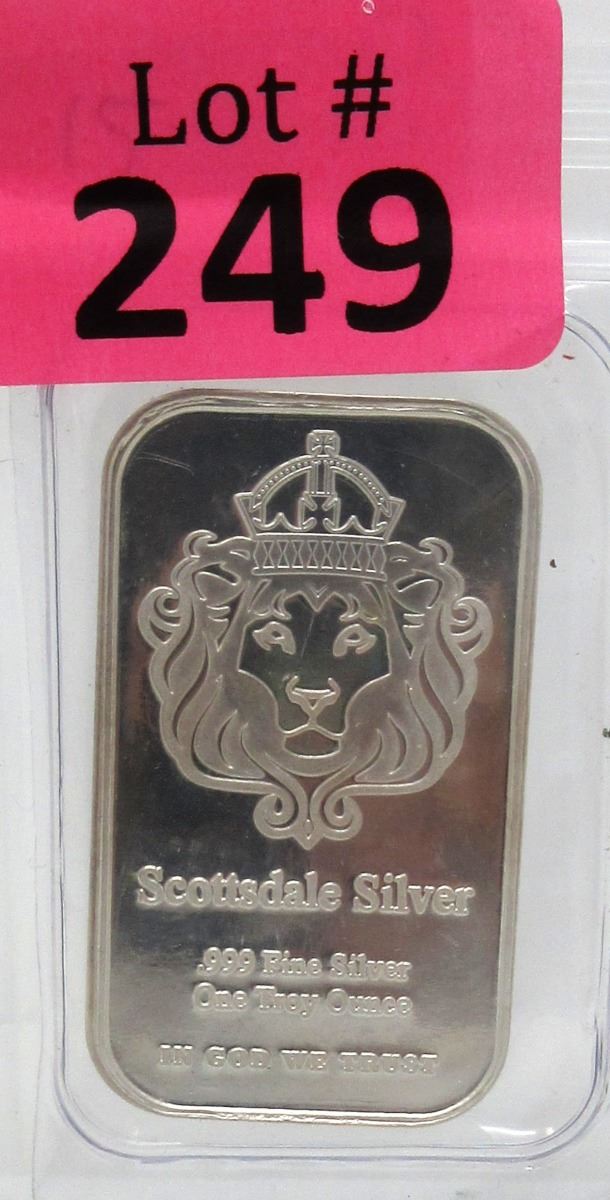 Lot #
249
Scottsdale Silver
.999 Fine Silver
One Troy Ounce
IN GOD WE TRUST